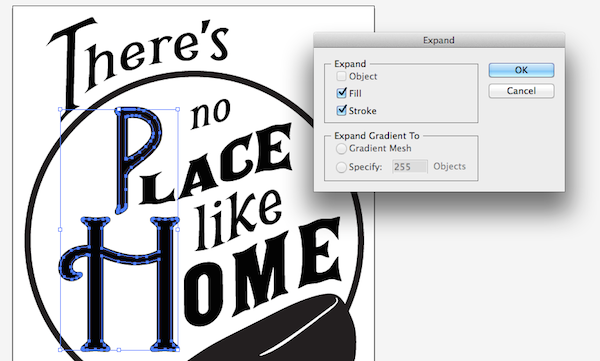 There's
no
PLACE
like
HOME
Expand
Expand
Object
Fill
Stroke
OK
Cancel
Expand Gradient To
Gradient Mesh
Specify: 255 Objects